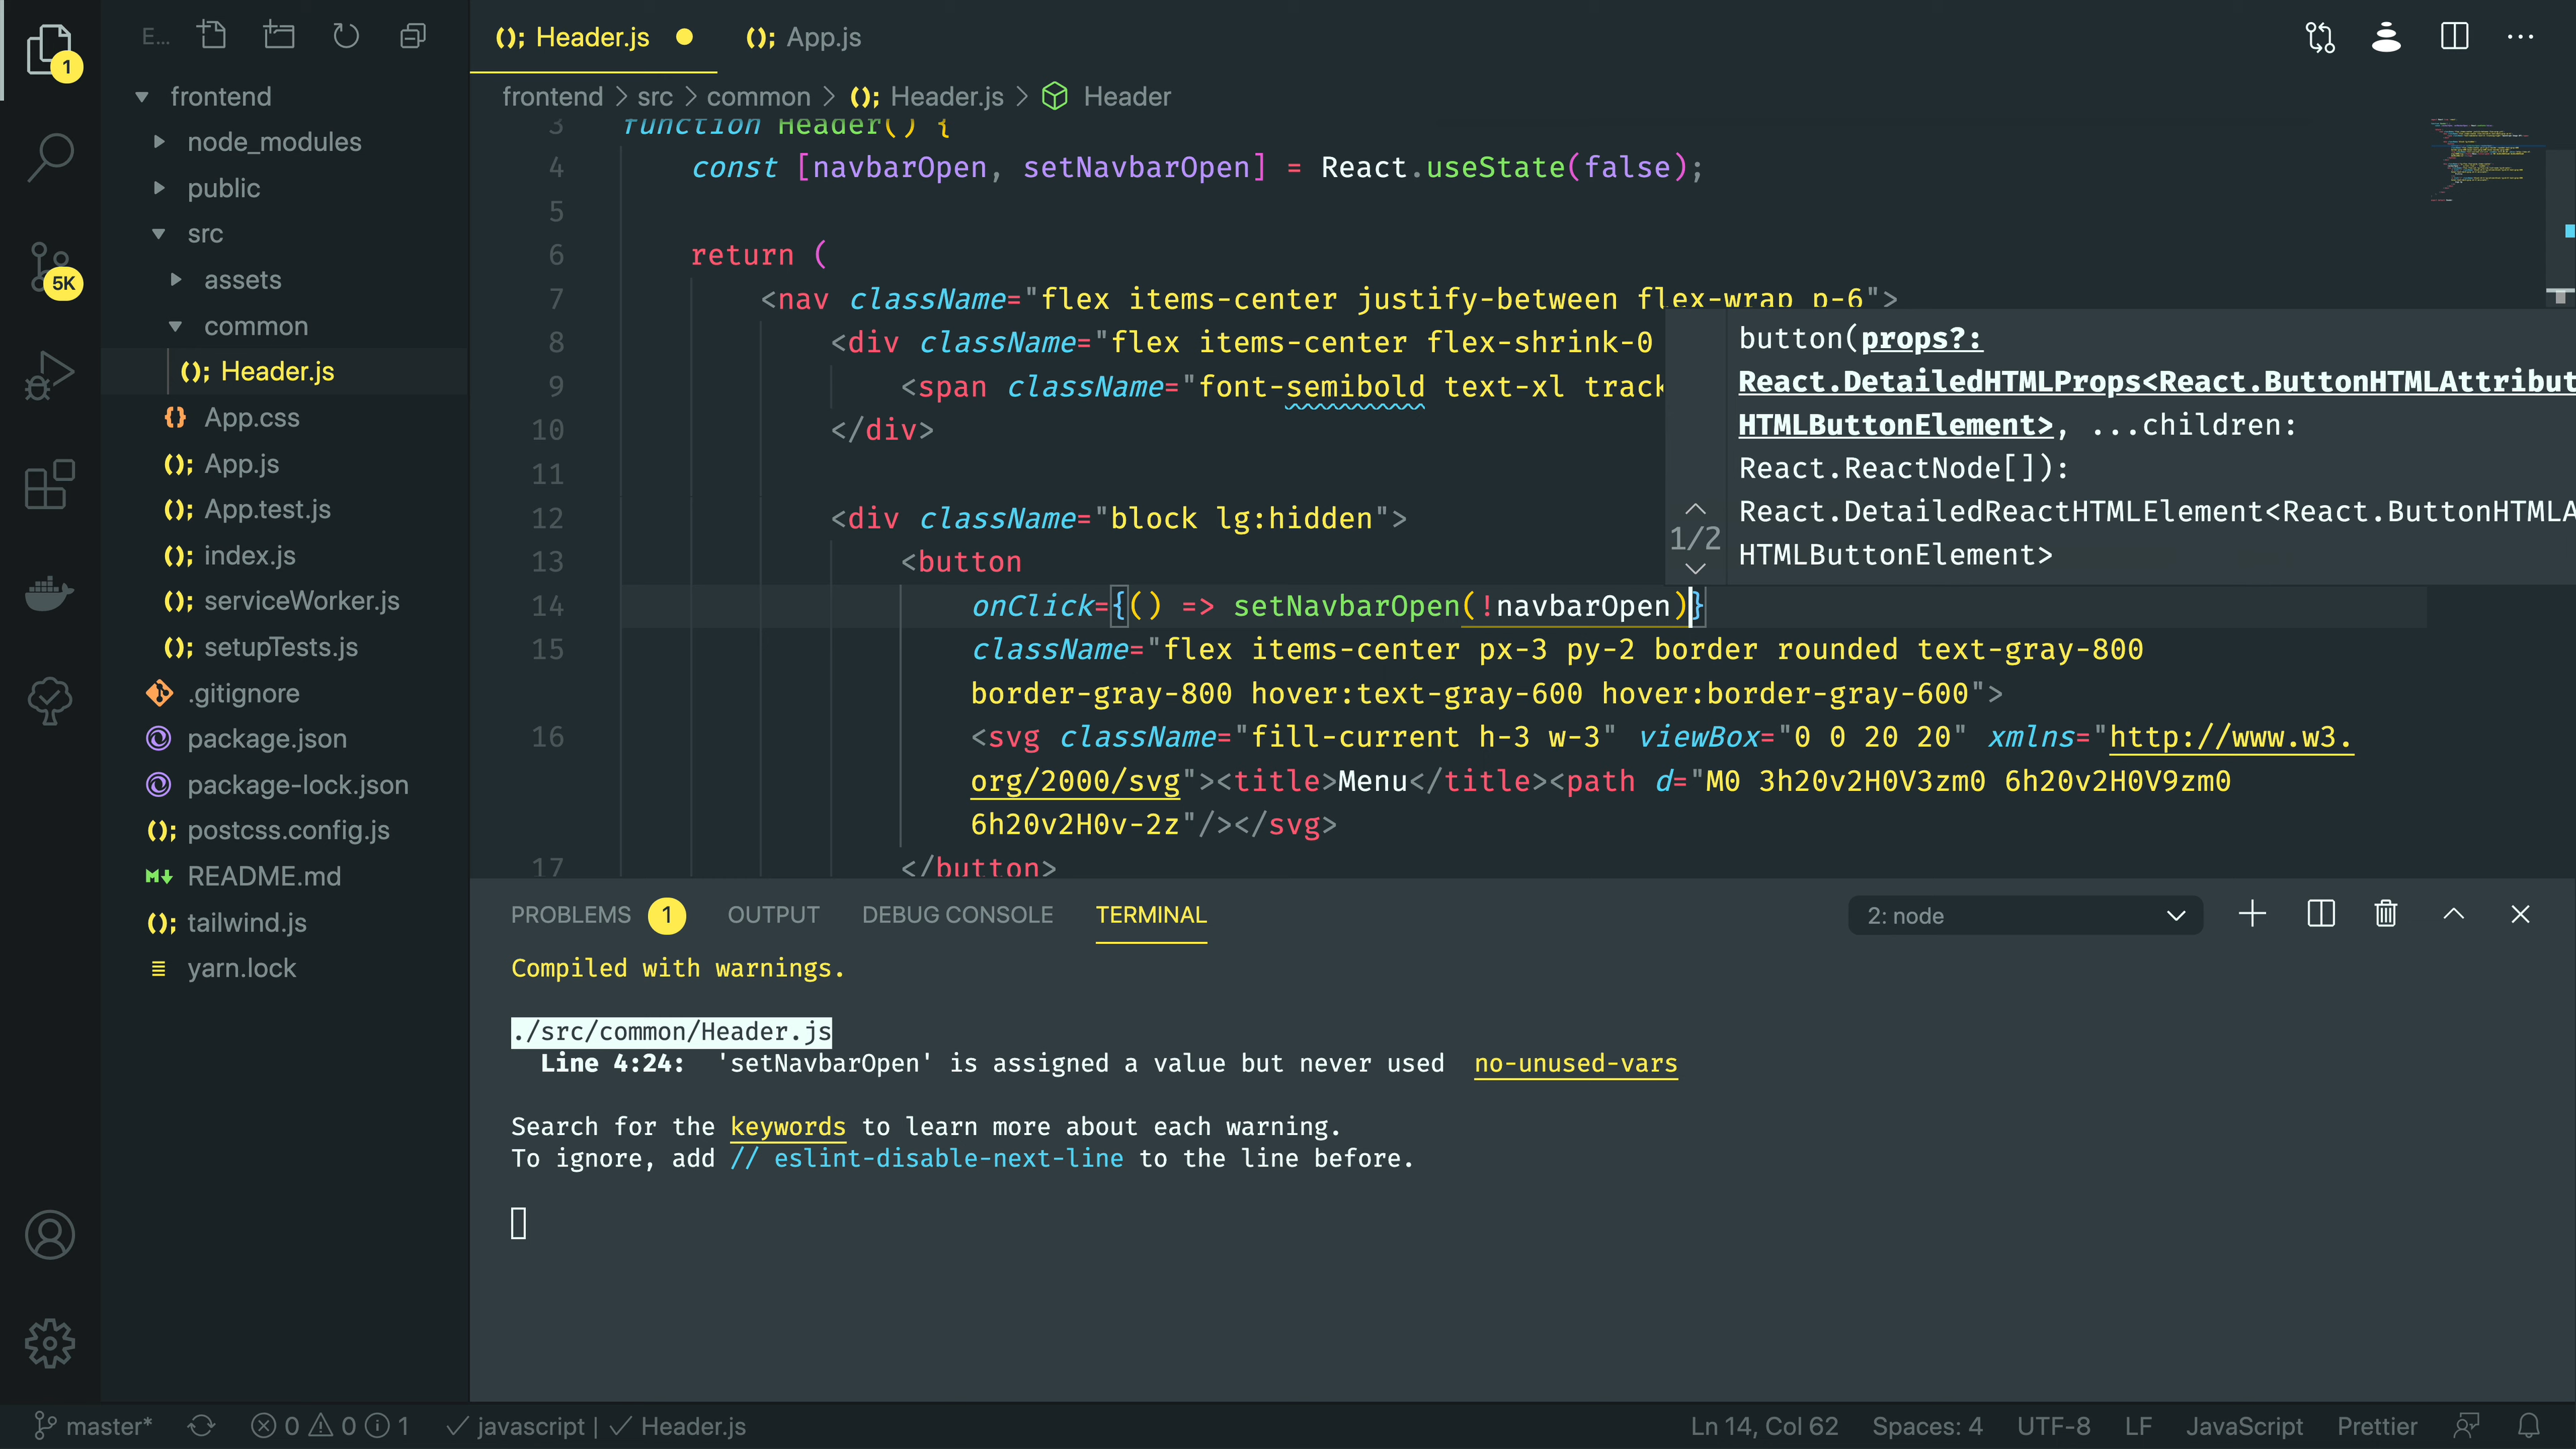 1
5K
E...
frontend
node_modules
public
src
assets
common
(); Header.js
{} App.css
(); App.js
(); App.test.js
(); index.js
(); serviceWorker.js
(); setupTests.js
.gitignore
package.json
package-lock.json
(); postcss.config.js
M↓ README.md
(); tailwind.js
yarn.lock
(); Header.js ● (); App.js
frontend > src > common > (); Header.js > Header
3 function Header() {
4 const [navbarOpen, setNavbarOpen] = React.useState(false);
5
6 return (
7 <nav className="flex items-center justify-between flex-wrap p-6">
8 <div className="flex items-center flex-shrink-0
9 <span className="font-semibold text-xl track
10 </div>
11
12 <div className="block lg:hidden">
13 <button
14 onClick={() => setNavbarOpen(!navbarOpen)}
15 className="flex items-center px-3 py-2 border rounded text-gray-800
border-gray-800 hover:text-gray-600 hover:border-gray-600">
16 <svg className="fill-current h-3 w-3" viewBox="0 0 20 20" xmlns="http://www.w3.
org/2000/svg"><title>Menu</title><path d="M0 3h20v2H0V3zm0 6h20v2H0V9zm0
6h20v2H0v-2z"/></svg>
17 </button>
button(props?:
React.DetailedHTMLProps<React.ButtonHTMLAttribut
HTMLButtonElement>, ...children:
React.ReactNode[]):
React.DetailedReactHTMLElement<React.ButtonHTMLA
HTMLButtonElement>
1/2
PROBLEMS 1 OUTPUT DEBUG CONSOLE TERMINAL 2: node
Compiled with warnings.
./src/common/Header.js
Line 4:24: 'setNavbarOpen' is assigned a value but never used no-unused-vars
Search for the keywords to learn more about each warning.
To ignore, add // eslint-disable-next-line to the line before.
master* 0 0 1 ✓ javascript | ✓ Header.js Ln 14, Col 62 Spaces: 4 UTF-8 LF JavaScript Prettier